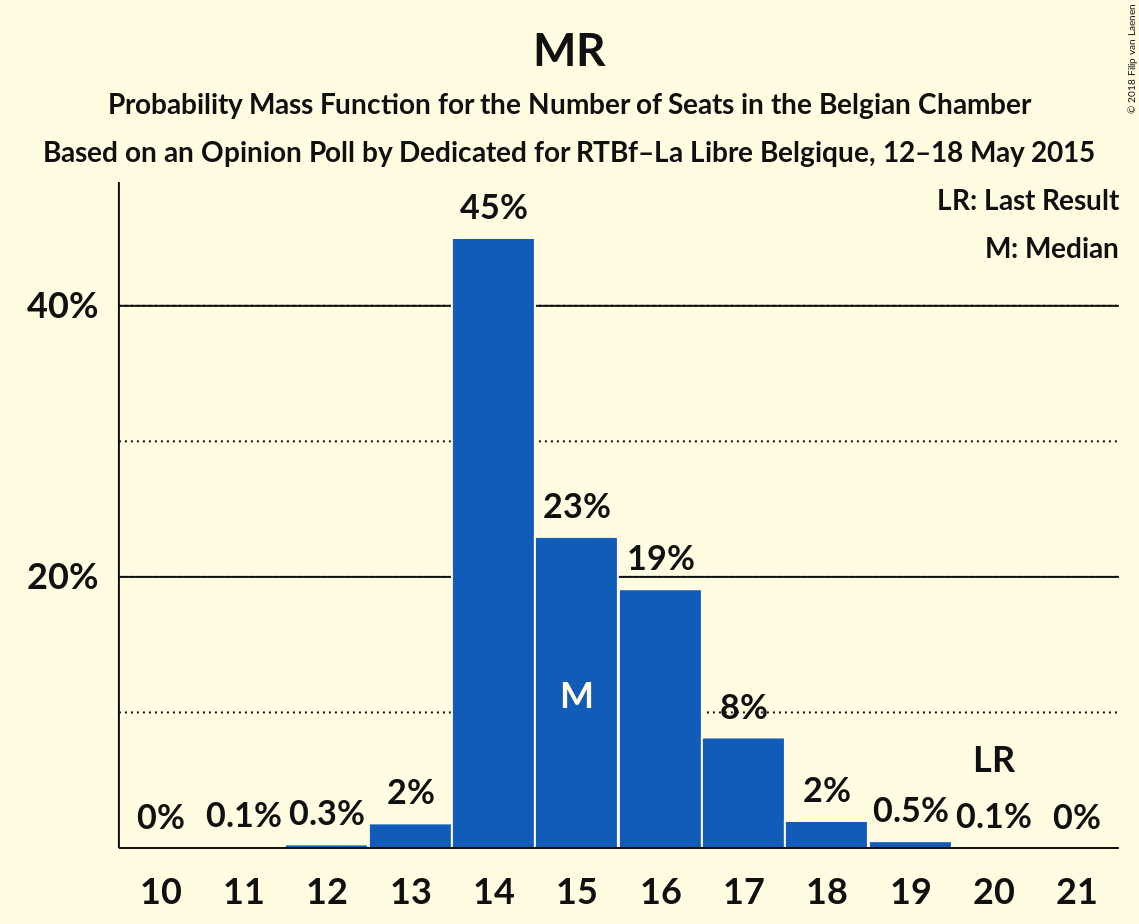 MR
Probability Mass Function for the Number of Seats in the Belgian Chamber
Based on an Opinion Poll by Dedicated for RTBf–La Libre Belgique, 12–18 May 2015
© 2018 Filip van Laenen
LR: Last Result
M: Median
40%
20%
0%
0.1%
0.3%
2%
45%
23%
19%
8%
2%
0.5%
0.1%
0%
M
LR
10 11 12 13 14 15 16 17 18 19 20 21